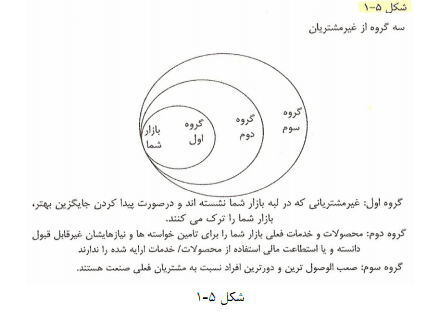 شکل ۵-۱
سه گروه از غیرمشتریان
گروه
سوم
گروه
دوم
گروه
اول
بازار
شما
گروه اول: غیرمشتریانی که در لبه بازار شما نشسته اند و درصورت پیدا کردن جایگزین بهتر،
بازار شما را ترک می کنند.
گروه دوم: محصولات و خدمات فعلی بازار شما را برای تامین خواسته ها و نیازهایشان غیرقابل قبول
دانسته و یا استطاعت مالی استفاده از محصولات/ خدمات ارایه شده را ندارند
گروه سوم: صعب الوصول ترین و دورترین افراد نسبت به مشتریان فعلی صنعت هستند.
شکل ۵-۱